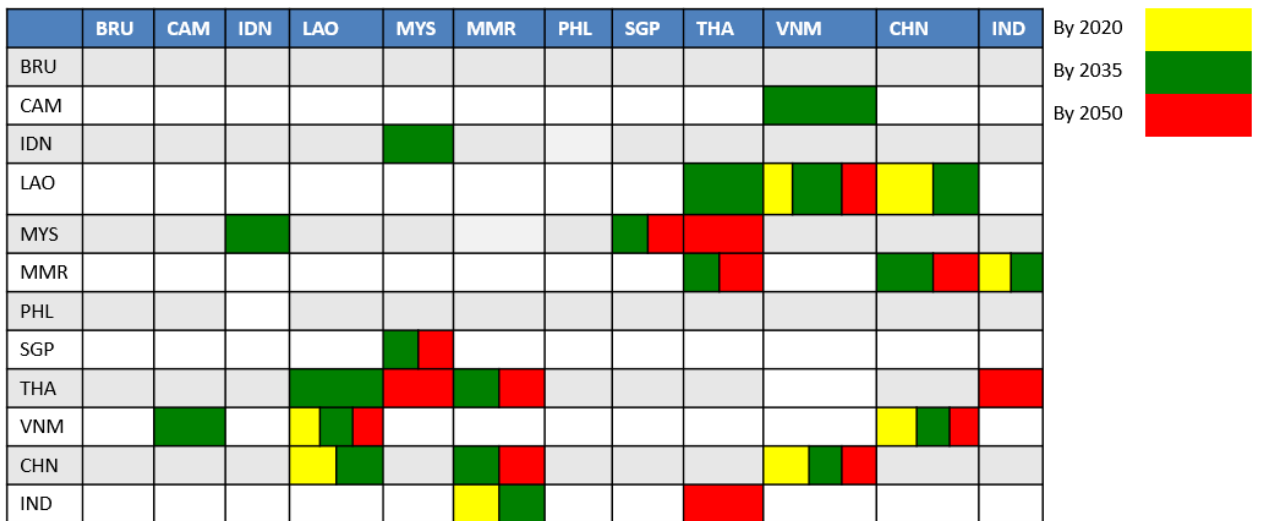 BRU CAM IDN LAO MYS MMR PHL SGP THA VNM CHN IND
By 2020
By 2035
By 2050
BRU
CAM
IDN
LAO
MYS
MMR
PHL
SGP
THA
VNM
CHN
IND